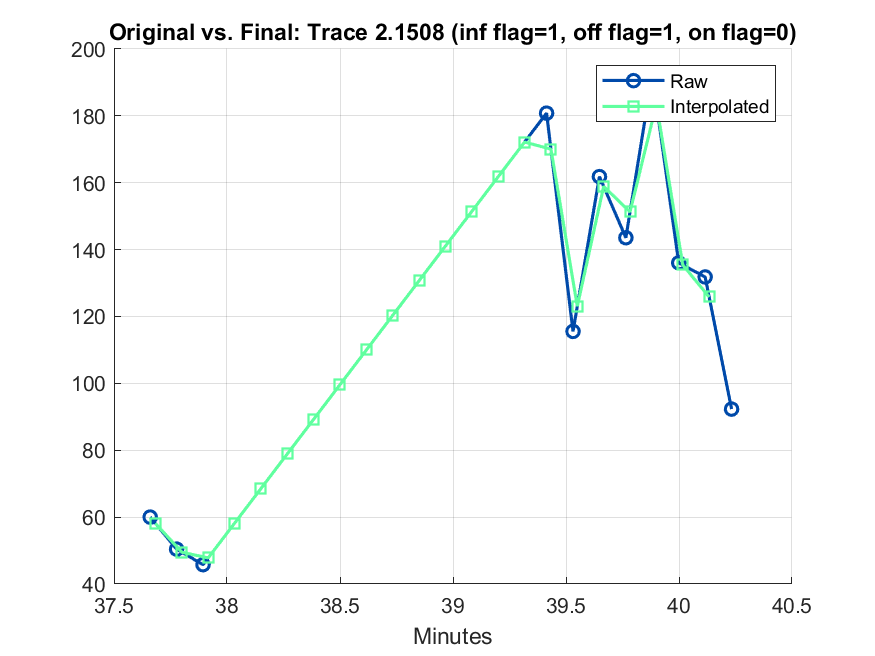 Original vs. Final: Trace 2.1508 (inf flag=1, off flag=1, on flag=0)
200
180
160
140
120
100
80
60
40
Raw
Interpolated
37.5 38 38.5 39 39.5 40 40.5
Minutes